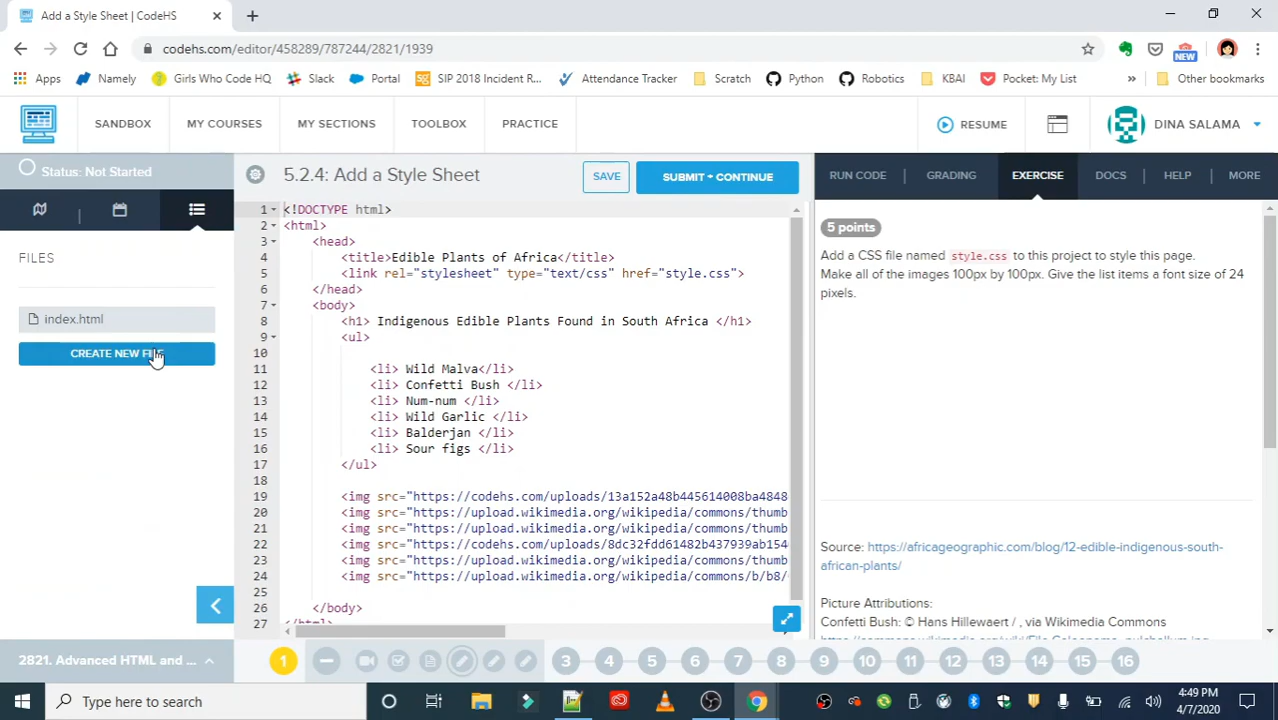 Add a Style Sheet | CodeHS
codehs.com/editor/458289/787244/2821/1939
NEW
Apps Namely Girls Who Code HQ Slack Portal SIP 2018 Incident R... Attendance Tracker Scratch Python Robotics KBAI Pocket: My List » Other bookmarks
SANDBOX MY COURSES MY SECTIONS TOOLBOX PRACTICE RESUME DINA SALAMA
Status: Not Started
5.2.4: Add a Style Sheet SAVE SUBMIT + CONTINUE
RUN CODE GRADING EXERCISE DOCS HELP MORE
FILES
index.html
CREATE NEW FILE
1 <!DOCTYPE html>
2 <html>
3 <head>
4 <title>Edible Plants of Africa</title>
5 <link rel="stylesheet" type="text/css" href="style.css">
6 </head>
7 <body>
8 <h1> Indigenous Edible Plants Found in South Africa </h1>
9 <ul>
10
11 <li> Wild Malva</li>
12 <li> Confetti Bush </li>
13 <li> Num-num </li>
14 <li> Wild Garlic </li>
15 <li> Balderjan </li>
16 <li> Sour figs </li>
17 </ul>
18
19 <img src="https://codehs.com/uploads/13a152a48b445614008ba4848
20 <img src="https://upload.wikimedia.org/wikipedia/commons/thumb
21 <img src="https://upload.wikimedia.org/wikipedia/commons/thumb
22 <img src="https://codehs.com/uploads/8dc32fdd61482b437939ab154
23 <img src="https://upload.wikimedia.org/wikipedia/commons/thumb
24 <img src="https://upload.wikimedia.org/wikipedia/commons/b/b8/
25
26 </body>
27 </html>
5 points
Add a CSS file named style.css to this project to style this page.
Make all of the images 100px by 100px. Give the list items a font size of 24
pixels.
Source: https://africageographic.com/blog/12-edible-indigenous-south-
african-plants/
Picture Attributions:
Confetti Bush: © Hans Hillewaert / , via Wikimedia Commons
2821. Advanced HTML and ...
1 3 4 5 6 7 8 9 10 11 12 13 14 15 16
Type here to search
4:49 PM
4/7/2020